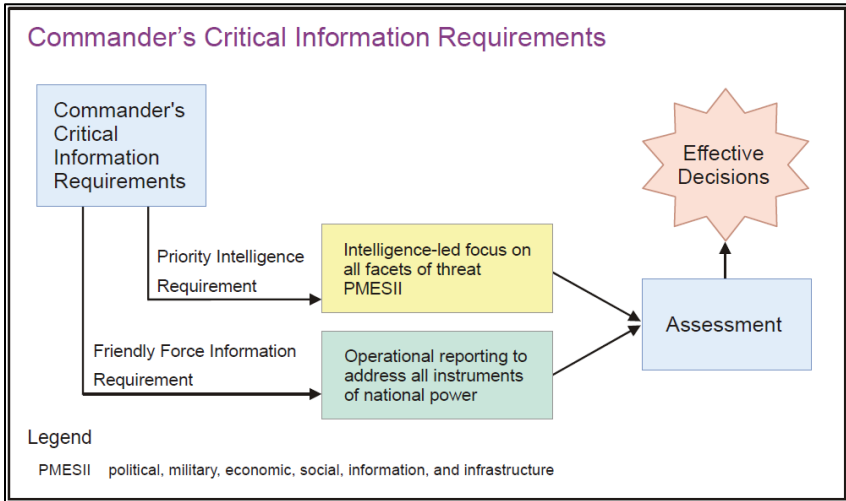 Commander's Critical Information Requirements
Commander's
Critical
Information
Requirements
Priority Intelligence
Requirement
Intelligence-led focus on
all facets of threat
PMESII
Friendly Force Information
Requirement
Operational reporting to
address all instruments
of national power
Assessment
Effective
Decisions
Legend
PMESII political, military, economic, social, information, and infrastructure